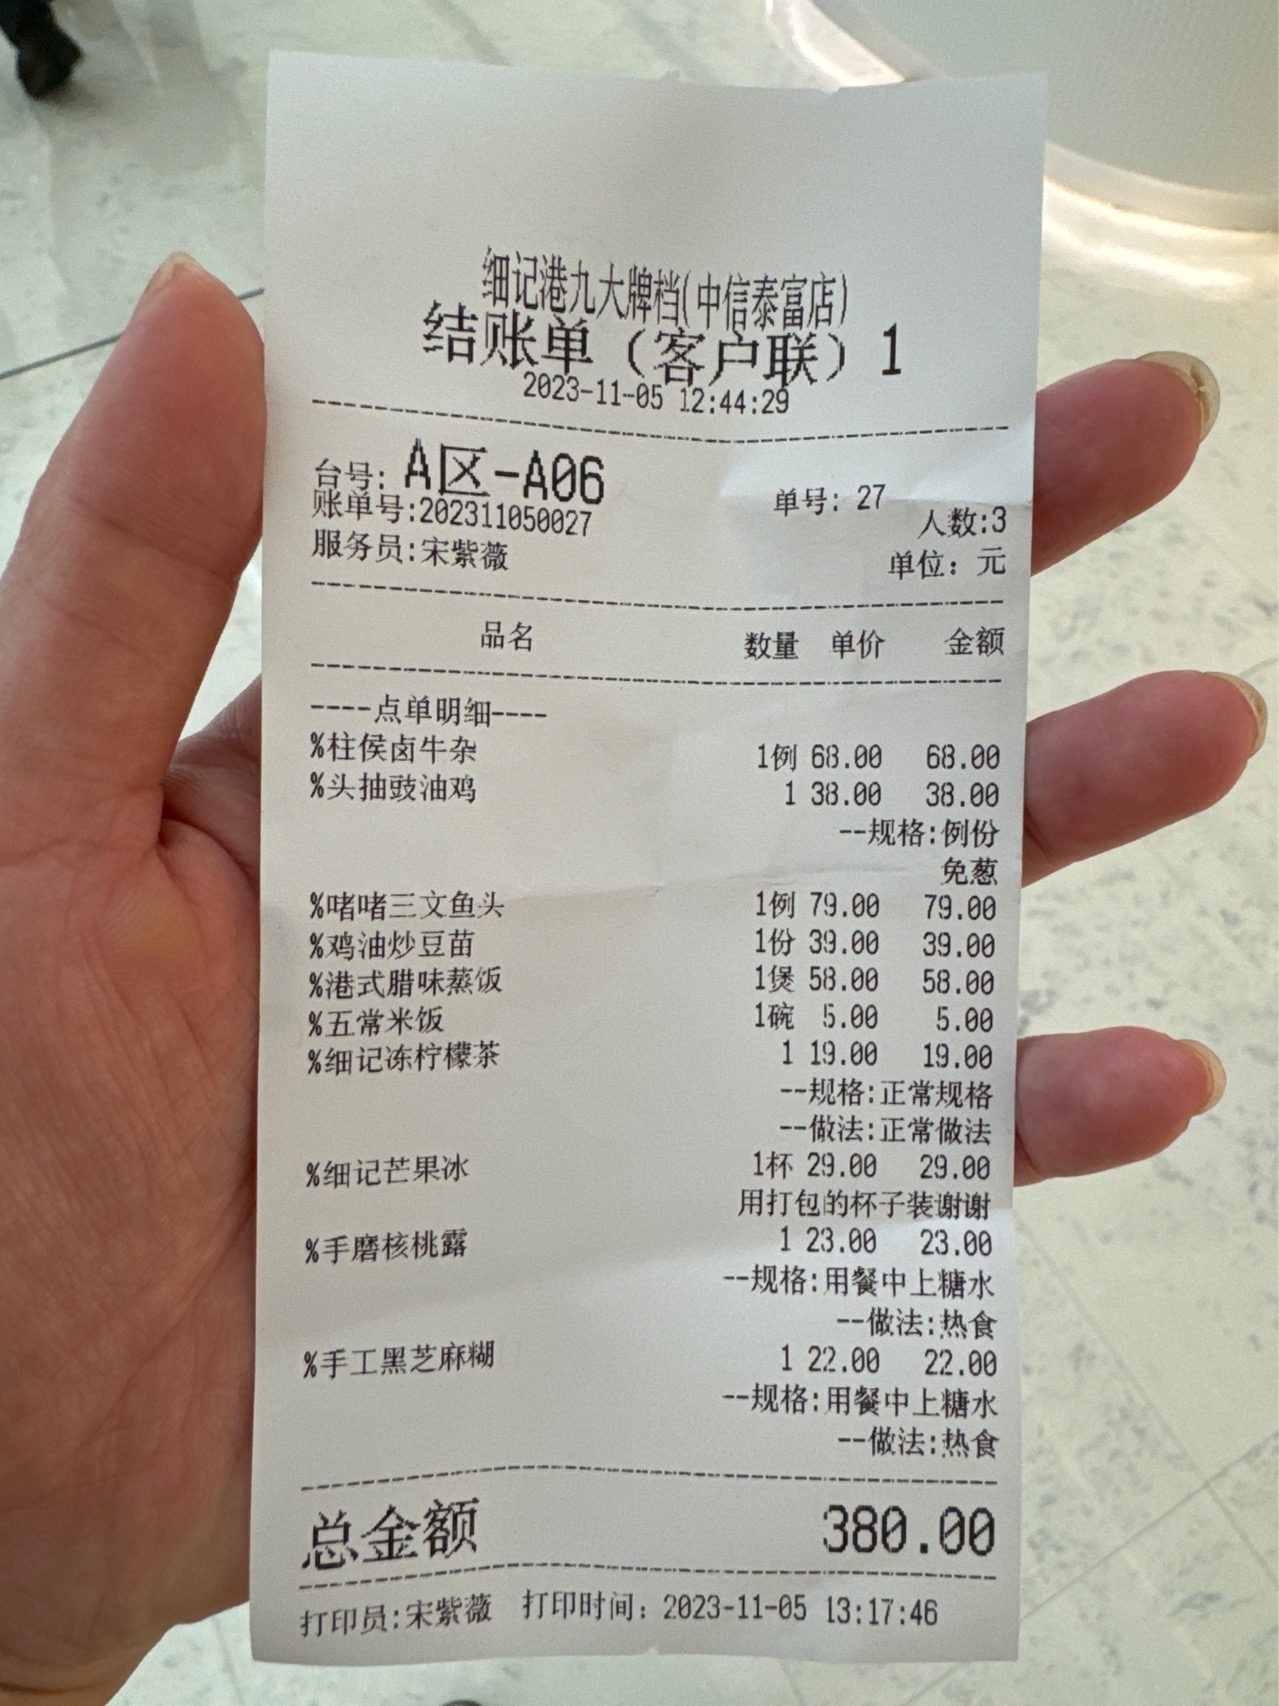 细记港九大牌档(中信泰富店)
结账单（客户联）1
2023-11-05 12:44:29
台号: A区-A06 单号: 27
账单号:202311050027 人数:3
服务员:宋紫薇 单位: 元
品名 数量 单价 金额
----点单明细----
%柱侯卤牛杂 1例 68.00 68.00
%头抽豉油鸡 1 38.00 38.00
--规格:例份
免葱
%啫啫三文鱼头 1例 79.00 79.00
%鸡油炒豆苗 1份 39.00 39.00
%港式腊味蒸饭 1煲 58.00 58.00
%五常米饭 1碗 5.00 5.00
%细记冻柠檬茶 1 19.00 19.00
--规格:正常规格
--做法:正常做法
%细记芒果冰 1杯 29.00 29.00
用打包的杯子装谢谢
%手磨核桃露 1 23.00 23.00
--规格:用餐中上糖水
--做法:热食
%手工黑芝麻糊 1 22.00 22.00
--规格:用餐中上糖水
--做法:热食
总金额 380.00
打印员:宋紫薇 打印时间: 2023-11-05 13:17:46